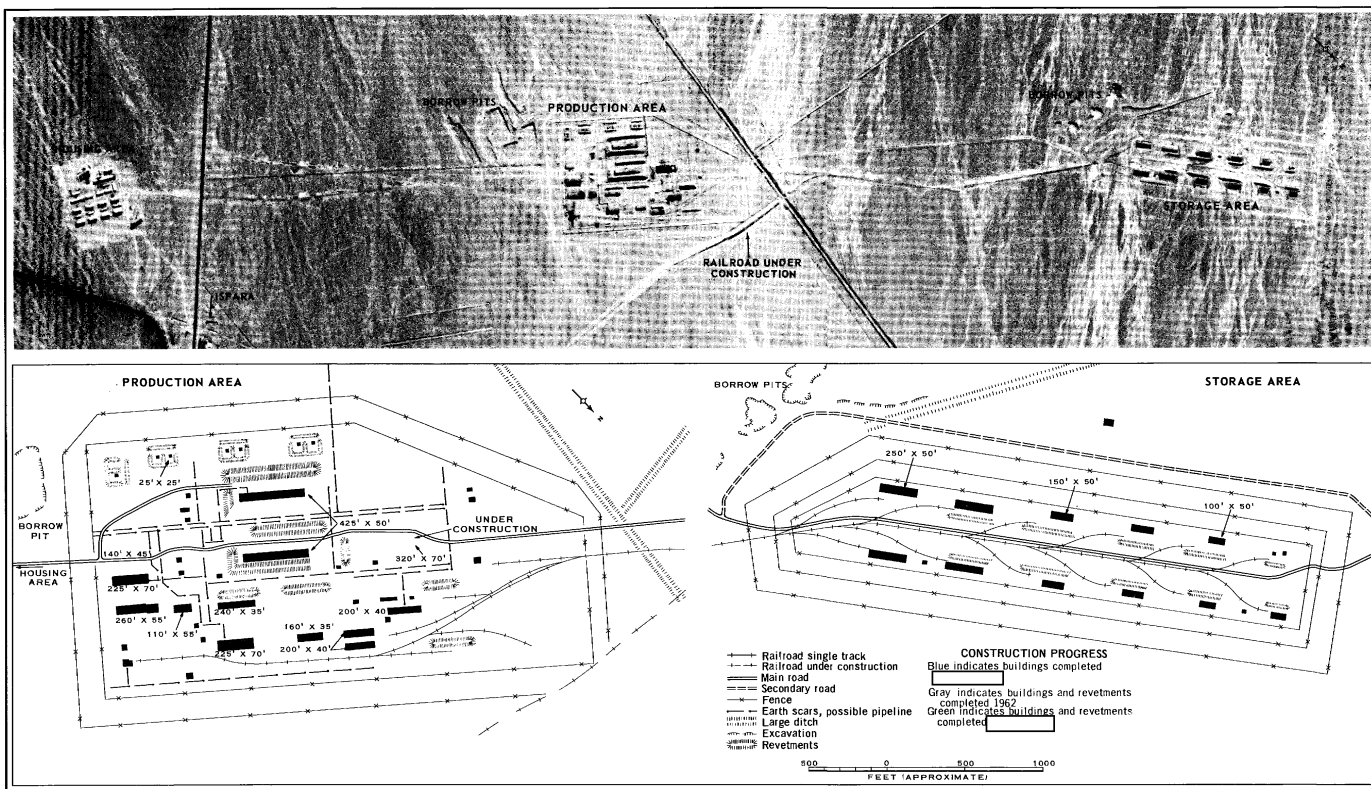 BORROW PITS
PRODUCTION AREA
BORROW PITS
HOUSING AREA
STORAGE AREA
RAILROAD UNDER
CONSTRUCTION
ISPARA
PRODUCTION AREA
BORROW PITS
STORAGE AREA
N
25' X 25'
250' X 50'
150' X 50'
100' X 50'
BORROW
PIT
425' X 50'
UNDER
CONSTRUCTION
140' X 45'
320' X 70'
HOUSING
AREA
225' X 70'
240' X 35'
200' X 40'
260' X 55'
110' X 55'
160' X 35'
225' X 70'
200' X 40'
Railroad single track
Railroad under construction
Main road
Secondary road
Fence
Earth scars, possible pipeline
Large ditch
Excavation
Revetments
CONSTRUCTION PROGRESS
Blue indicates buildings completed
Gray indicates buildings and revetments
completed 1962
Green indicates buildings and revetments
completed
500 0 500 1000
FEET (APPROXIMATE)